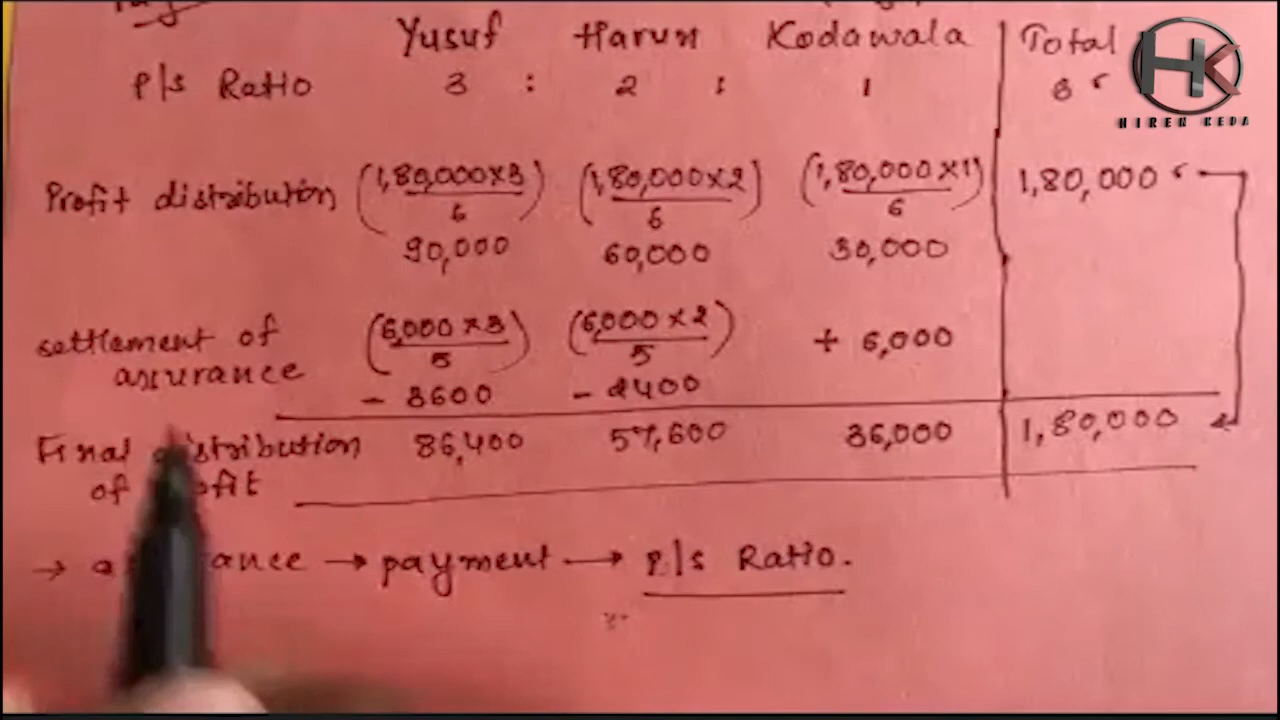 Yusuf Harun Kodawala Total
P/s Ratio 3 : 2 : 1 6
HIREN KEDA
Profit distribution (1,80,000×3/6) (1,80,000×2/6) (1,80,000×1/6) 1,80,000
90,000 60,000 30,000
settlement of (6,000×3/5) (6,000×2/5) + 6,000
assurance
- 3600 - 2400
Final distribution 86,400 57,600 36,000 1,80,000
of
→ → payment → P/s Ratio.